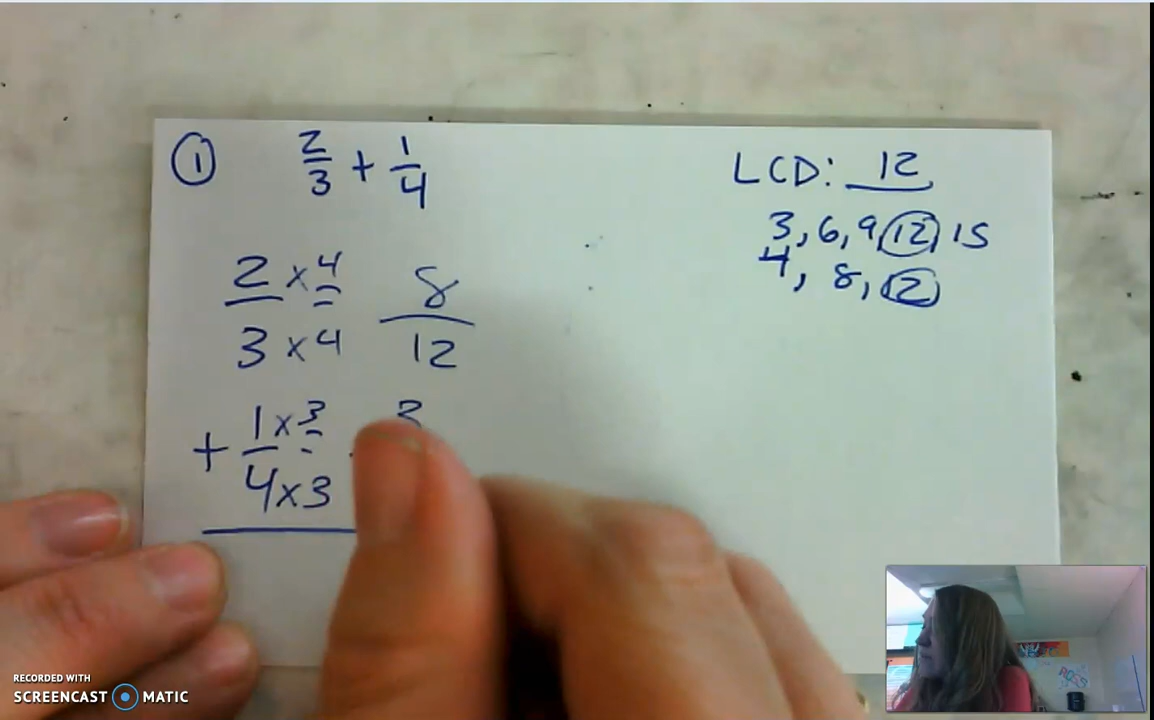 ① 2/3 + 1/4
LCD: 12
3, 6, 9, 12, 15
4, 8, 12
2 × 4 8
3 × 4 12
+ 1 × 3 3
4 × 3
RECORDED WITH
SCREENCAST MATIC